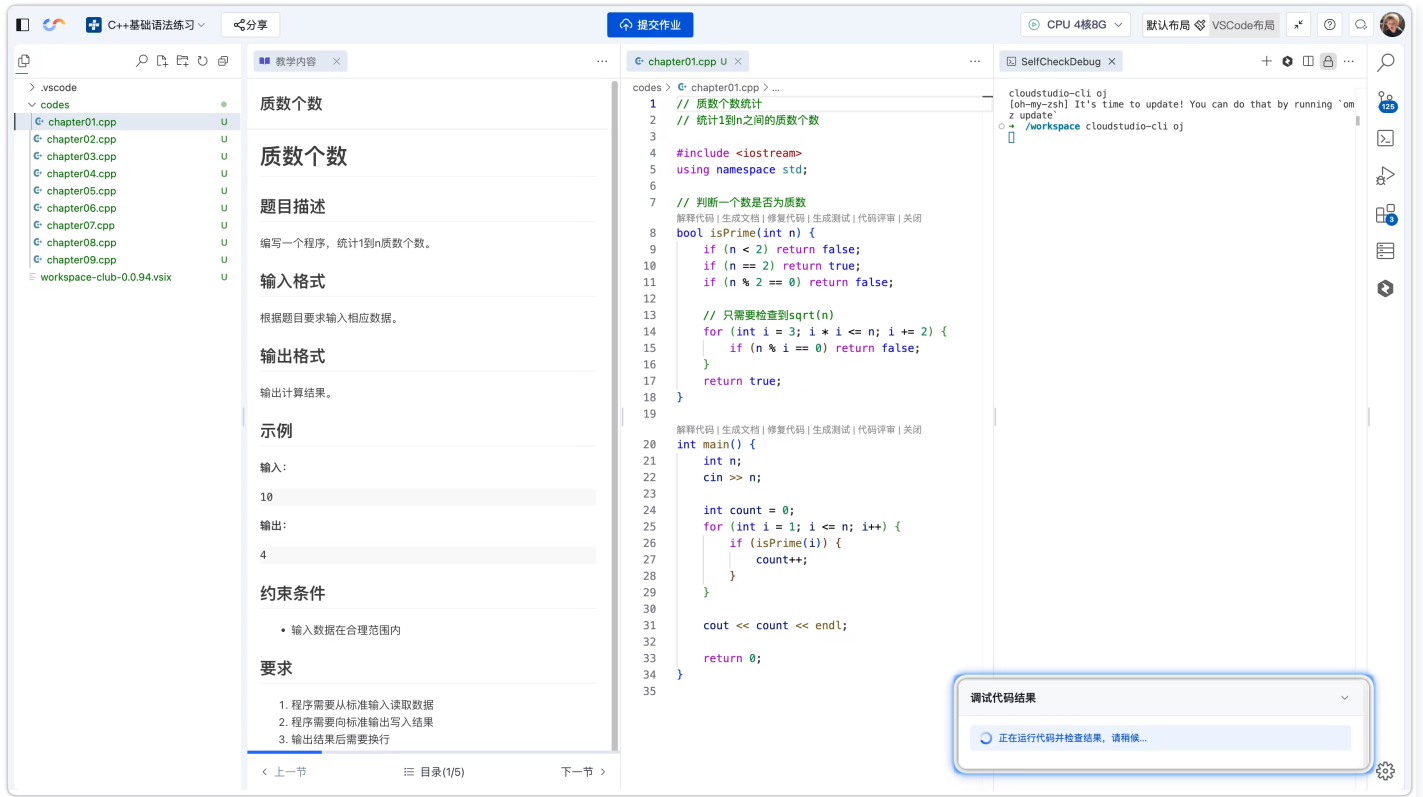 C++基础语法练习
分享
提交作业
CPU 4核8G
默认布局
VSCode布局
.vscode
codes
chapter01.cpp U
chapter02.cpp U
chapter03.cpp U
chapter04.cpp U
chapter05.cpp U
chapter06.cpp U
chapter07.cpp U
chapter08.cpp U
chapter09.cpp U
workspace-club-0.0.94.vsix U
教学内容
质数个数
质数个数
题目描述
编写一个程序，统计1到n质数个数。
输入格式
根据题目要求输入相应数据。
输出格式
输出计算结果。
示例
输入：
10
输出：
4
约束条件
• 输入数据在合理范围内
要求
1. 程序需要从标准输入读取数据
2. 程序需要向标准输出写入结果
3. 输出结果后需要换行
上一节
目录(1/5)
下一节
chapter01.cpp U
codes > chapter01.cpp > ...
1 // 质数个数统计
2 // 统计1到n之间的质数个数
3
4 #include <iostream>
5 using namespace std;
6
7 // 判断一个数是否为质数
解释代码 | 生成文档 | 修复代码 | 生成测试 | 代码评审 | 关闭
8 bool isPrime(int n) {
9 if (n < 2) return false;
10 if (n == 2) return true;
11 if (n % 2 == 0) return false;
12
13 // 只需要检查到sqrt(n)
14 for (int i = 3; i * i <= n; i += 2) {
15 if (n % i == 0) return false;
16 }
17 return true;
18 }
19
解释代码 | 生成文档 | 修复代码 | 生成测试 | 代码评审 | 关闭
20 int main() {
21 int n;
22 cin >> n;
23
24 int count = 0;
25 for (int i = 1; i <= n; i++) {
26 if (isPrime(i)) {
27 count++;
28 }
29 }
30
31 cout << count << endl;
32
33 return 0;
34 }
35
SelfCheckDebug
cloudstudio-cli oj
[oh-my-zsh] It's time to update! You can do that by running `om
z update`
➜ /workspace cloudstudio-cli oj
125
3
调试代码结果
正在运行代码并检查结果，请稍候...